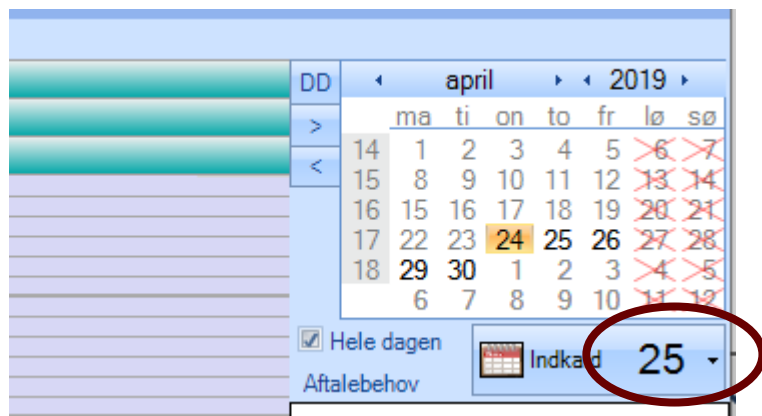 DD april 2019
> ma ti on to fr lø sø
14 1 2 3 4 5 6 7
< 15 8 9 10 11 12 13 14
16 15 16 17 18 19 20 21
17 22 23 24 25 26 27 28
18 29 30 1 2 3 4 5
6 7 8 9 10 11 12
Hele dagen
Indkald 25
Aftalebehov